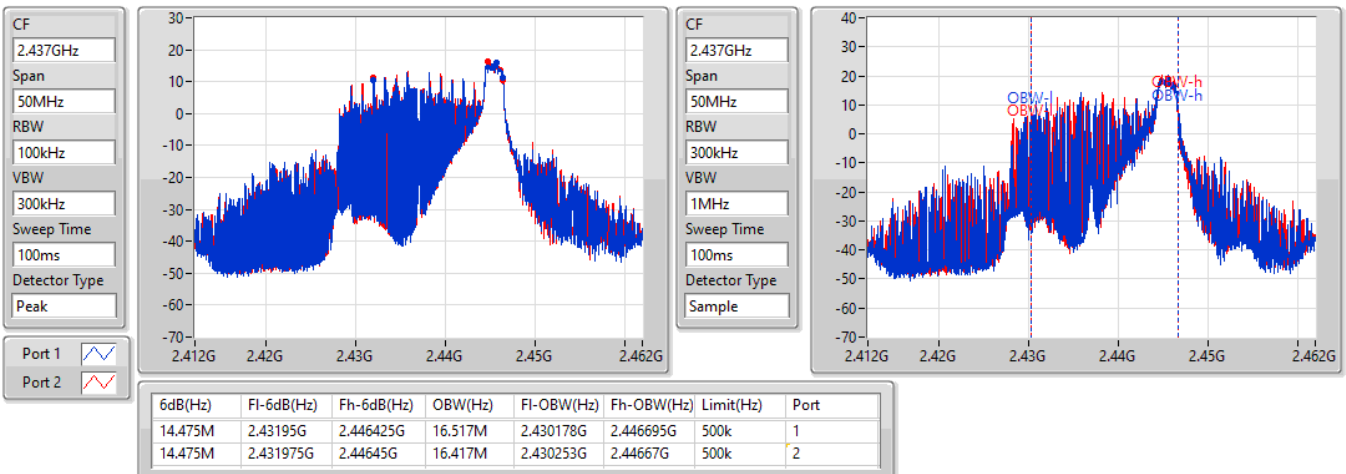 CF
2.437GHz
Span
50MHz
RBW
100kHz
VBW
300kHz
Sweep Time
100ms
Detector Type
Peak
Port 1
Port 2
30
20
10
0
-10
-20
-30
-40
-50
-60
-70
2.412G 2.42G 2.43G 2.44G 2.45G 2.462G
CF
2.437GHz
Span
50MHz
RBW
300kHz
VBW
1MHz
Sweep Time
100ms
Detector Type
Sample
40
30
20
10
0
-10
-20
-30
-40
-50
-60
-70
OBW-l
OBW-h
OBW-h
2.412G 2.42G 2.43G 2.44G 2.45G 2.462G
6dB(Hz) Fl-6dB(Hz) Fh-6dB(Hz) OBW(Hz) Fl-OBW(Hz) Fh-OBW(Hz) Limit(Hz) Port
14.475M 2.43195G 2.446425G 16.517M 2.430178G 2.446695G 500k 1
14.475M 2.431975G 2.44645G 16.417M 2.430253G 2.44667G 500k 2